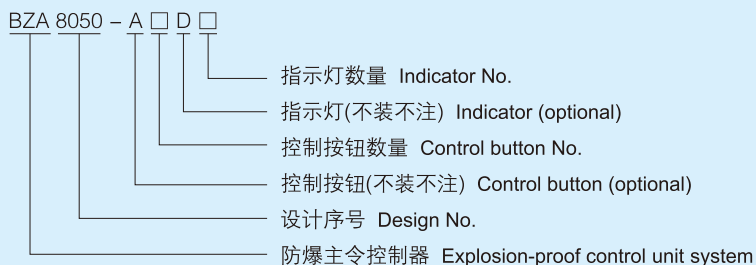 BZA 8050 - A □ D □
指示灯数量 Indicator No.
指示灯(不装不注) Indicator (optional)
控制按钮数量 Control button No.
控制按钮(不装不注) Control button (optional)
设计序号 Design No.
防爆主令控制器 Explosion-proof control unit system